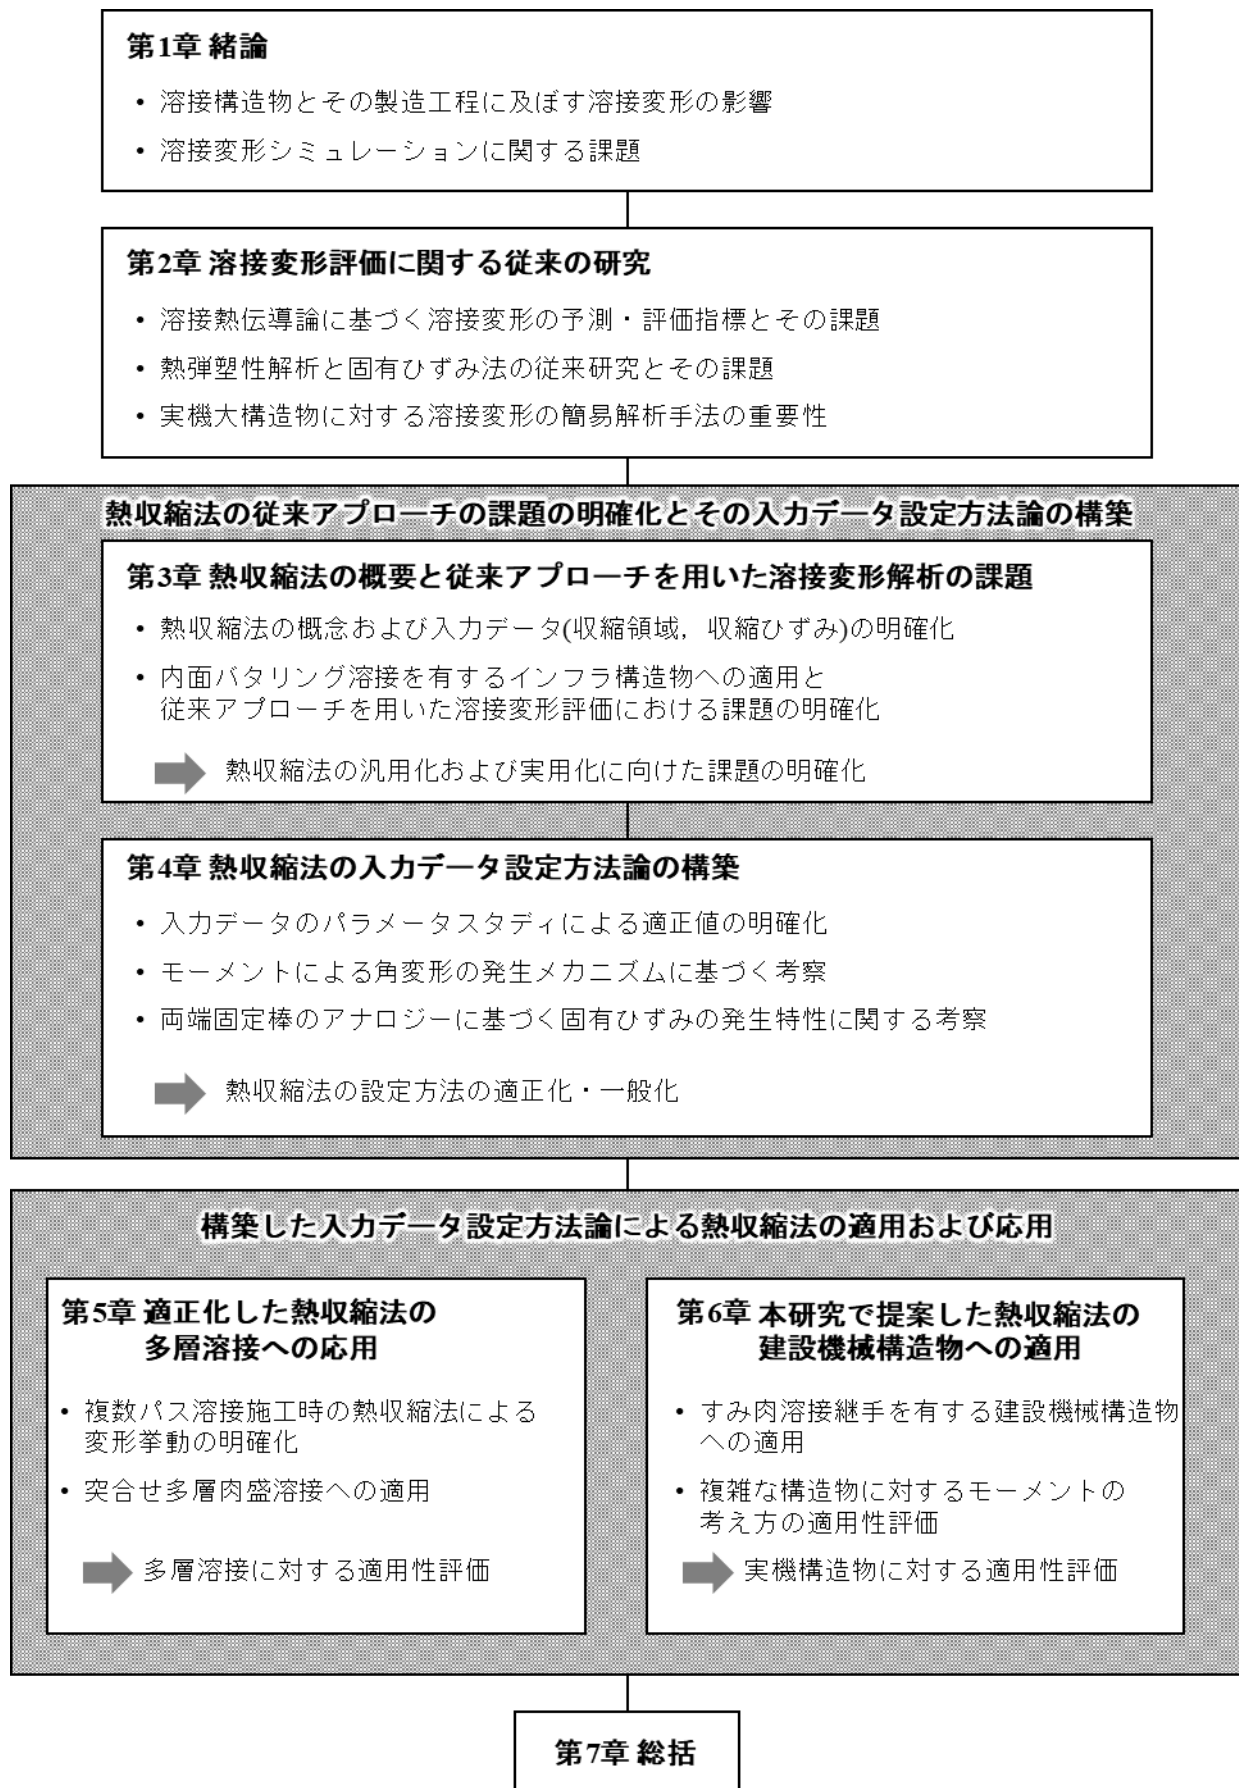 第1章 緒論
• 溶接構造物とその製造工程に及ぼす溶接変形の影響
• 溶接変形シミュレーションに関する課題
第2章 溶接変形評価に関する従来の研究
• 溶接熱伝導論に基づく溶接変形の予測・評価指標とその課題
• 熱弾塑性解析と固有ひずみ法の従来研究とその課題
• 実機大構造物に対する溶接変形の簡易解析手法の重要性
熱収縮法の従来アプローチの課題の明確化とその入力データ設定方法論の構築
第3章 熱収縮法の概要と従来アプローチを用いた溶接変形解析の課題
• 熱収縮法の概念および入力データ(収縮領域，収縮ひずみ)の明確化
• 内面バタリング溶接を有するインフラ構造物への適用と
従来アプローチを用いた溶接変形評価における課題の明確化
熱収縮法の汎用化および実用化に向けた課題の明確化
第4章 熱収縮法の入力データ設定方法論の構築
• 入力データのパラメータスタディによる適正値の明確化
• モーメントによる角変形の発生メカニズムに基づく考察
• 両端固定棒のアナロジーに基づく固有ひずみの発生特性に関する考察
熱収縮法の設定方法の適正化・一般化
構築した入力データ設定方法論による熱収縮法の適用および応用
第5章 適正化した熱収縮法の
多層溶接への応用
• 複数パス溶接施工時の熱収縮法による
変形挙動の明確化
• 突合せ多層肉盛溶接への適用
多層溶接に対する適用性評価
第6章 本研究で提案した熱収縮法の
建設機械構造物への適用
• すみ肉溶接継手を有する建設機械構造物
への適用
• 複雑な構造物に対するモーメントの
考え方の適用性評価
実機構造物に対する適用性評価
第7章 総括